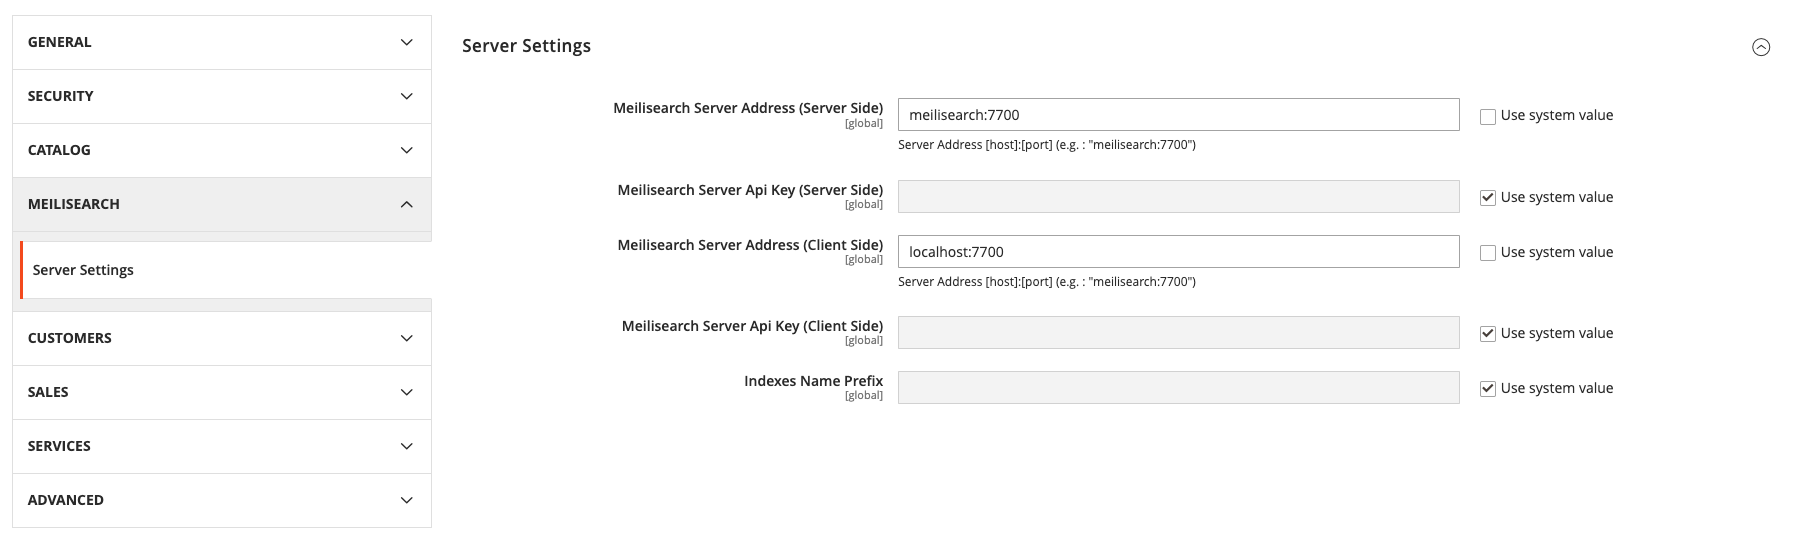 GENERAL
SECURITY
CATALOG
MEILISEARCH
Server Settings
CUSTOMERS
SALES
SERVICES
ADVANCED
Server Settings
Meilisearch Server Address (Server Side)
[global]
meilisearch:7700
Use system value
Server Address [host]:[port] (e.g. : "meilisearch:7700")
Meilisearch Server Api Key (Server Side)
[global]
Use system value
Meilisearch Server Address (Client Side)
[global]
localhost:7700
Use system value
Server Address [host]:[port] (e.g. : "meilisearch:7700")
Meilisearch Server Api Key (Client Side)
[global]
Use system value
Indexes Name Prefix
[global]
Use system value